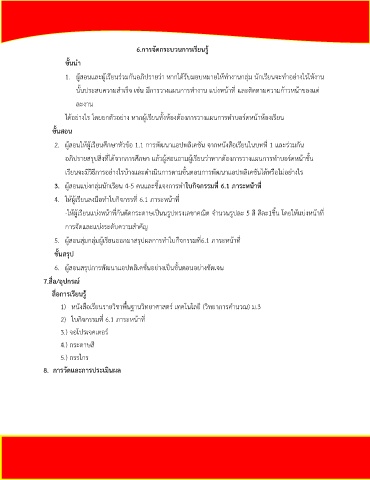 6.การจัดกระบวนการเรียนรู้
ขั้นนำ
1. ผู้สอนและผู้เรียนร่วมกันอภิปรายว่า หากได้รับมอบหมายให้ทำงานกลุ่ม นักเรียนจะทำอย่างไรให้งาน
นั้นประสบความสำเร็จ เช่น มีการวางแผนการทำงาน แบ่งหน้าที่ และติดตามความก้าวหน้าของแต่
ละงาน
ได้อย่างไร โดยยกตัวอย่าง หากผู้เรียนทั้งห้องต้องการวางแผนการทำบอร์ดหน้าห้องเรียน
ขั้นสอน
2. ผู้สอนให้ผู้เรียนศึกษาหัวข้อ 1.1 การพัฒนาแอปพลิเคชัน จากหนังสือเรียนในบทที่ 1 และร่วมกัน
อภิปรายสรุปสิ่งที่ได้จากการศึกษา แล้วผู้สอนถามผู้เรียนว่าหากต้องการวางแผนการทำบอร์ดหน้าชั้น
เรียนจะมีวิธีการอย่างไรบ้างและดำเนินการตามขั้นตอนการพัฒนาแอปพลิเคชันได้หรือไม่อย่างไร
3. ผู้สอนแบ่งกลุ่มนักเรียน 4-5 คนและชี้แจงการทำใบกิจกรรมที่ 6.1 ภาระหน้าที่
4. ให้ผู้เรียนลงมือทำใบกิจกรรที่ 6.1 ภาระหน้าที่
-ให้ผู้เรียนแบ่งหน้าที่กันตัดกระดาษเป็นรูปทรงเลขาคณิต จำนวนรูปละ 5 สี สีละ1ชิ้น โดยให้แบ่งหน้าที่
การจัดและแบ่งระดับความสำคัญ
5. ผู้สอนสุ่มกลุ่มผู้เรียนออกมาสรุปผลการทำใบกิจกรรมที่6.1 ภาระหน้าที่
ขั้นสรุป
6. ผู้สอนสรุปการพัฒนาแอปพลิเคชันอย่างเป็นขั้นตอนอย่างชัดเจน
7.สื่อ/อุปกรณ์
สื่อการเรียนรู้
1) หนังสือเรียนรายวิชาพื้นฐานวิทยาศาสตร์ เทคโนโลยี (วิทยาการคำนวณ) ม.3
2) ใบกิจกรรมที่ 6.1 ภาระหน้าที่
3.) จอโปรเจคเตอร์
4.) กระดาษสี
5.) กรรไกร
8. การวัดและการประเมินผล